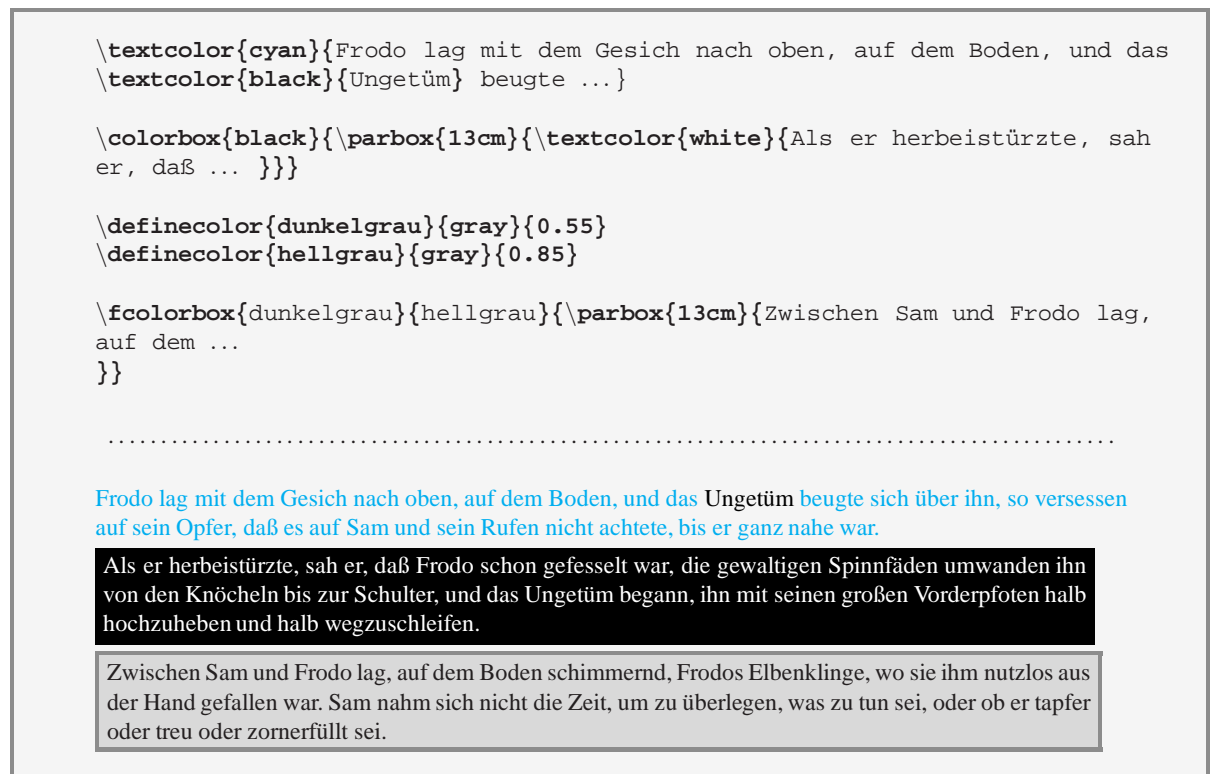 \textcolor{cyan}{Frodo lag mit dem Gesich nach oben, auf dem Boden, und das
\textcolor{black}{Ungetüm} beugte ...}
\colorbox{black}{\parbox{13cm}{\textcolor{white}{Als er herbeistürzte, sah
er, daß ... }}}
\definecolor{dunkelgrau}{gray}{0.55}
\definecolor{hellgrau}{gray}{0.85}
\fcolorbox{dunkelgrau}{hellgrau}{\parbox{13cm}{Zwischen Sam und Frodo lag,
auf dem ...
}}
................................................................................................
Frodo lag mit dem Gesich nach oben, auf dem Boden, und das Ungetüm beugte sich über ihn, so versessen
auf sein Opfer, daß es auf Sam und sein Rufen nicht achtete, bis er ganz nahe war.
Als er herbeistürzte, sah er, daß Frodo schon gefesselt war, die gewaltigen Spinnfäden umwanden ihn
von den Knöcheln bis zur Schulter, und das Ungetüm begann, ihn mit seinen großen Vorderpfoten halb
hochzuheben und halb wegzuschleifen.
Zwischen Sam und Frodo lag, auf dem Boden schimmernd, Frodos Elbenklinge, wo sie ihm nutzlos aus
der Hand gefallen war. Sam nahm sich nicht die Zeit, um zu überlegen, was zu tun sei, oder ob er tapfer
oder treu oder zornerfüllt sei.